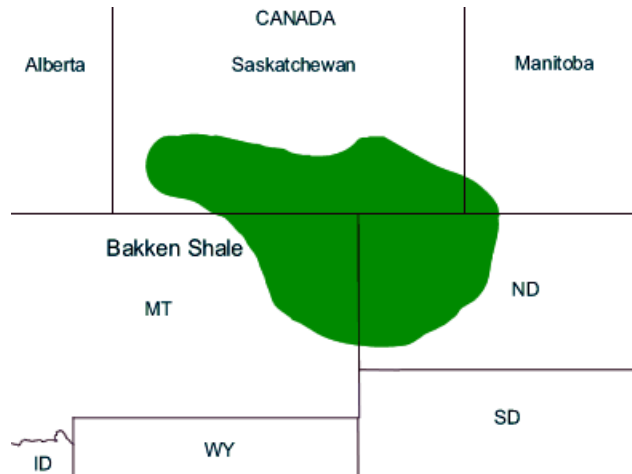 CANADA
Alberta
Saskatchewan
Manitoba
Bakken Shale
ND
MT
SD
WY
ID